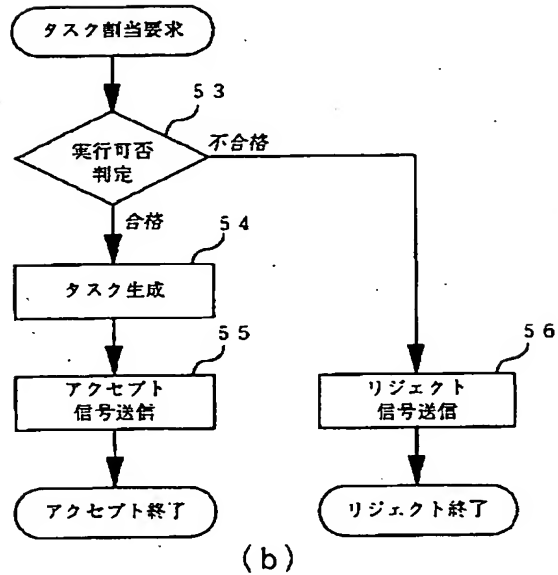 タスク割当要求
53
実行可否
判定
不合格
合格
54
タスク生成
55
アクセプト
信号送信
56
リジェクト
信号送信
アクセプト終了
リジェクト終了
(b)